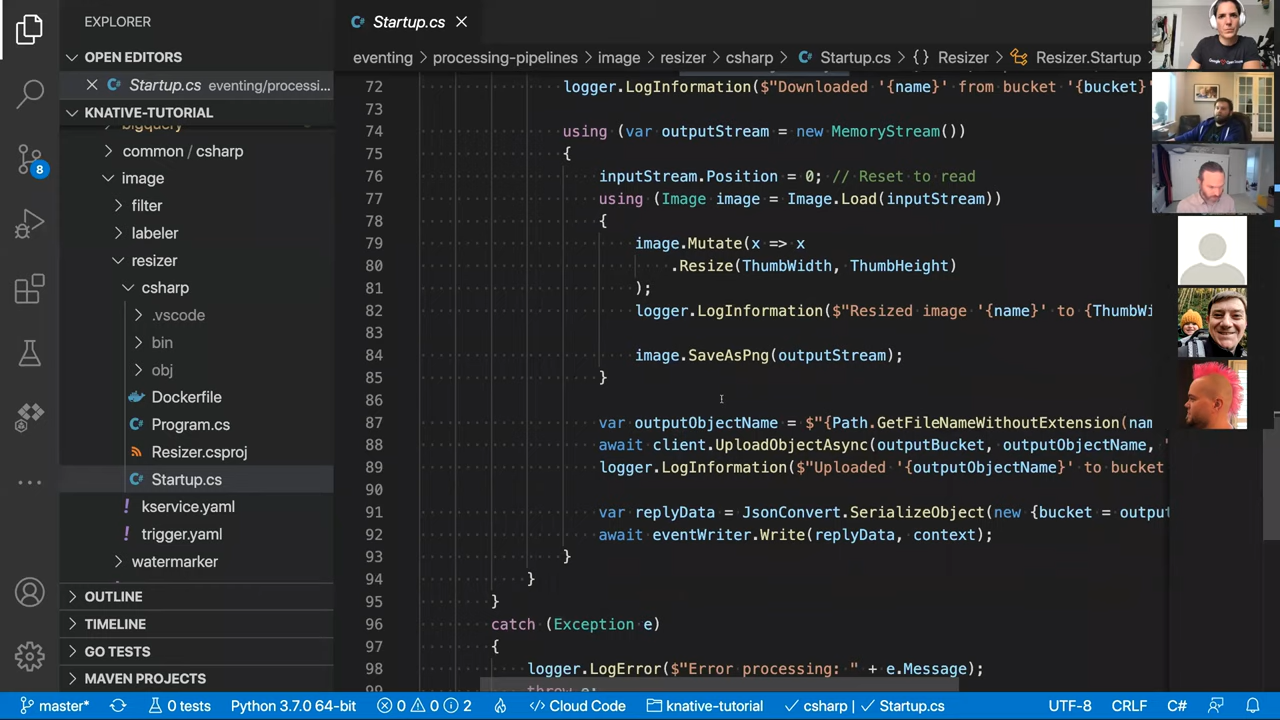 EXPLORER
OPEN EDITORS
Startup.cs eventing/processi...
KNATIVE-TUTORIAL
bigquery
common / csharp
image
filter
labeler
resizer
csharp
.vscode
bin
obj
Dockerfile
Program.cs
Resizer.csproj
Startup.cs
kservice.yaml
trigger.yaml
watermarker
OUTLINE
TIMELINE
GO TESTS
MAVEN PROJECTS
8
Startup.cs
eventing > processing-pipelines > image > resizer > csharp > Startup.cs > {} Resizer > Resizer.Startup
72 logger.LogInformation($"Downloaded '{name}' from bucket '{bucket}'
73
74 using (var outputStream = new MemoryStream())
75 {
76 inputStream.Position = 0; // Reset to read
77 using (Image image = Image.Load(inputStream))
78 {
79 image.Mutate(x => x
80 .Resize(ThumbWidth, ThumbHeight)
81 );
82 logger.LogInformation($"Resized image '{name}' to {ThumbWi
83
84 image.SaveAsPng(outputStream);
85 }
86
87 var outputObjectName = $"{Path.GetFileNameWithoutExtension(nam
88 await client.UploadObjectAsync(outputBucket, outputObjectName, "
89 logger.LogInformation($"Uploaded '{outputObjectName}' to bucket
90
91 var replyData = JsonConvert.SerializeObject(new {bucket = output
92 await eventWriter.Write(replyData, context);
93 }
94 }
95 }
96 catch (Exception e)
97 {
98 logger.LogError($"Error processing: " + e.Message);
99 throw e;
master* 0 tests Python 3.7.0 64-bit 0 0 2 Cloud Code knative-tutorial csharp | Startup.cs UTF-8 CRLF C#